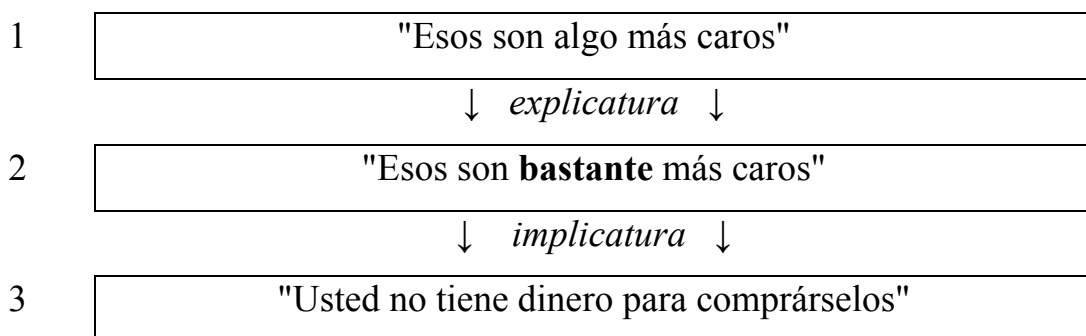 1 "Esos son algo más caros"
↓ explicatura ↓
2 "Esos son bastante más caros"
↓ implicatura ↓
3 "Usted no tiene dinero para comprárselos"